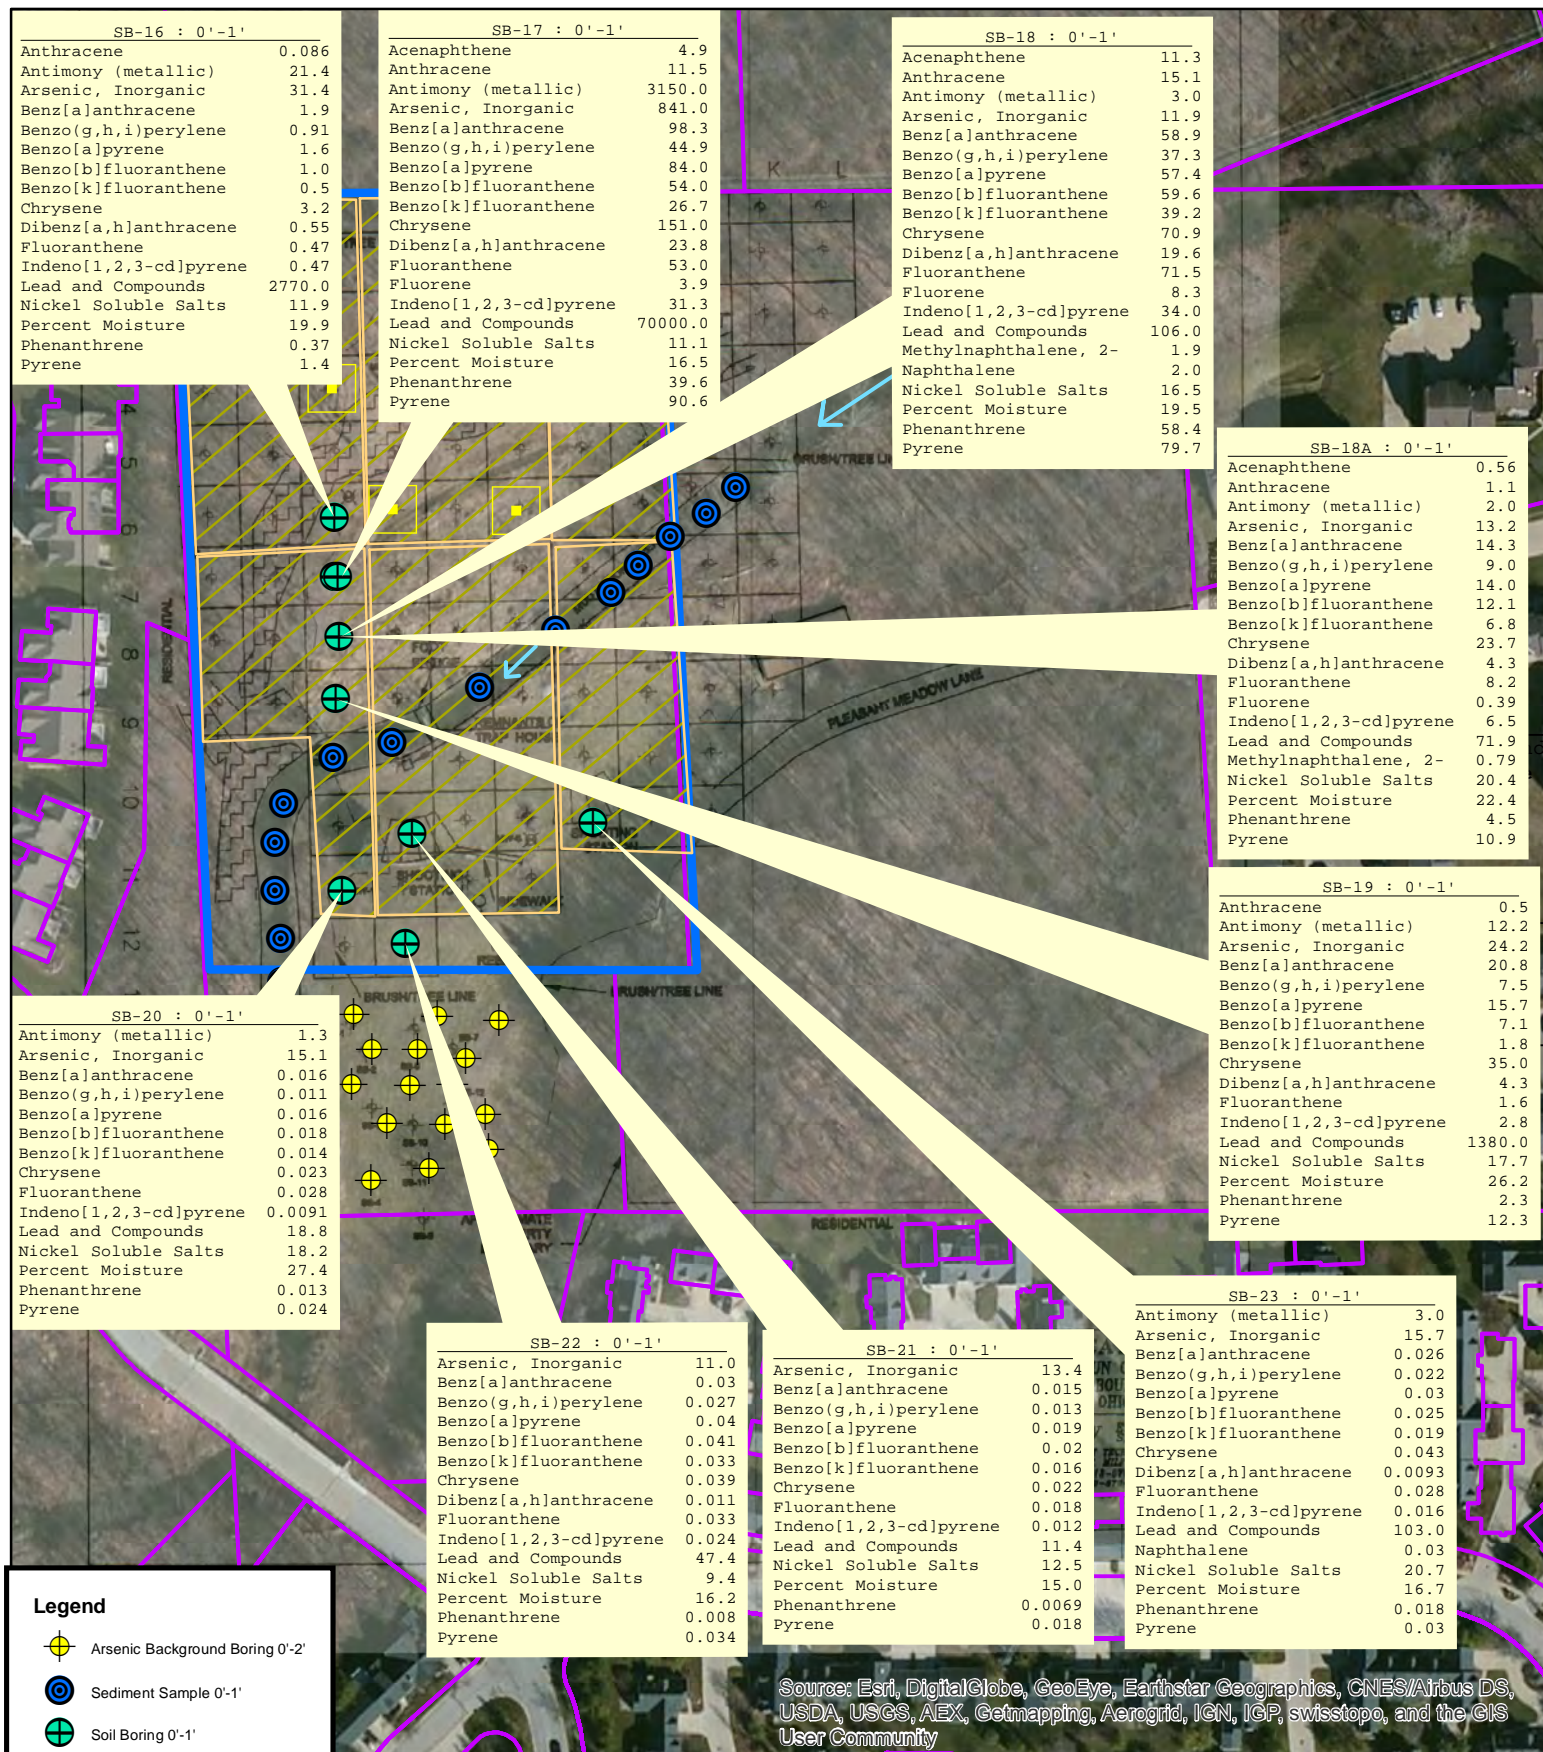 SB-16 : 0'-1'
Anthracene 0.086
Antimony (metallic) 21.4
Arsenic, Inorganic 31.4
Benz[a]anthracene 1.9
Benzo(g,h,i)perylene 0.91
Benzo[a]pyrene 1.6
Benzo[b]fluoranthene 1.0
Benzo[k]fluoranthene 0.5
Chrysene 3.2
Dibenz[a,h]anthracene 0.55
Fluoranthene 0.47
Indeno[1,2,3-cd]pyrene 0.47
Lead and Compounds 2770.0
Nickel Soluble Salts 11.9
Percent Moisture 19.9
Phenanthrene 0.37
Pyrene 1.4
SB-17 : 0'-1'
Acenaphthene 4.9
Anthracene 11.5
Antimony (metallic) 3150.0
Arsenic, Inorganic 841.0
Benz[a]anthracene 98.3
Benzo(g,h,i)perylene 44.9
Benzo[a]pyrene 84.0
Benzo[b]fluoranthene 54.0
Benzo[k]fluoranthene 26.7
Chrysene 151.0
Dibenz[a,h]anthracene 23.8
Fluoranthene 53.0
Fluorene 3.9
Indeno[1,2,3-cd]pyrene 31.3
Lead and Compounds 70000.0
Nickel Soluble Salts 11.1
Percent Moisture 16.5
Phenanthrene 39.6
Pyrene 90.6
SB-18 : 0'-1'
Acenaphthene 11.3
Anthracene 15.1
Antimony (metallic) 3.0
Arsenic, Inorganic 11.9
Benz[a]anthracene 58.9
Benzo(g,h,i)perylene 37.3
Benzo[a]pyrene 57.4
Benzo[b]fluoranthene 59.6
Benzo[k]fluoranthene 39.2
Chrysene 70.9
Dibenz[a,h]anthracene 19.6
Fluoranthene 71.5
Fluorene 8.3
Indeno[1,2,3-cd]pyrene 34.0
Lead and Compounds 106.0
Methylnaphthalene, 2- 1.9
Naphthalene 2.0
Nickel Soluble Salts 16.5
Percent Moisture 19.5
Phenanthrene 58.4
Pyrene 79.7
SB-18A : 0'-1'
Acenaphthene 0.56
Anthracene 1.1
Antimony (metallic) 2.0
Arsenic, Inorganic 13.2
Benz[a]anthracene 14.3
Benzo(g,h,i)perylene 9.0
Benzo[a]pyrene 14.0
Benzo[b]fluoranthene 12.1
Benzo[k]fluoranthene 6.8
Chrysene 23.7
Dibenz[a,h]anthracene 4.3
Fluoranthene 8.2
Fluorene 0.39
Indeno[1,2,3-cd]pyrene 6.5
Lead and Compounds 71.9
Methylnaphthalene, 2- 0.79
Nickel Soluble Salts 20.4
Percent Moisture 22.4
Phenanthrene 4.5
Pyrene 10.9
SB-19 : 0'-1'
Anthracene 0.5
Antimony (metallic) 12.2
Arsenic, Inorganic 24.2
Benz[a]anthracene 20.8
Benzo(g,h,i)perylene 7.5
Benzo[a]pyrene 15.7
Benzo[b]fluoranthene 7.1
Benzo[k]fluoranthene 1.8
Chrysene 35.0
Dibenz[a,h]anthracene 4.3
Fluoranthene 1.6
Indeno[1,2,3-cd]pyrene 2.8
Lead and Compounds 1380.0
Nickel Soluble Salts 17.7
Percent Moisture 26.2
Phenanthrene 2.3
Pyrene 12.3
K L
4
5
6
7
8
9
10
11
12
RESIDENTIAL
PLEASANT MEADOW LANE
SHOOTING
STATION
SIDEWALK
BRUSH/TREE LINE
BRUSH/TREE LINE
RESIDENTIAL
SB-20 : 0'-1'
Antimony (metallic) 1.3
Arsenic, Inorganic 15.1
Benz[a]anthracene 0.016
Benzo(g,h,i)perylene 0.011
Benzo[a]pyrene 0.016
Benzo[b]fluoranthene 0.018
Benzo[k]fluoranthene 0.014
Chrysene 0.023
Fluoranthene 0.028
Indeno[1,2,3-cd]pyrene 0.0091
Lead and Compounds 18.8
Nickel Soluble Salts 18.2
Percent Moisture 27.4
Phenanthrene 0.013
Pyrene 0.024
SB-22 : 0'-1'
Arsenic, Inorganic 11.0
Benz[a]anthracene 0.03
Benzo(g,h,i)perylene 0.027
Benzo[a]pyrene 0.04
Benzo[b]fluoranthene 0.041
Benzo[k]fluoranthene 0.033
Chrysene 0.039
Dibenz[a,h]anthracene 0.011
Fluoranthene 0.033
Indeno[1,2,3-cd]pyrene 0.024
Lead and Compounds 47.4
Nickel Soluble Salts 9.4
Percent Moisture 16.2
Phenanthrene 0.008
Pyrene 0.034
SB-21 : 0'-1'
Arsenic, Inorganic 13.4
Benz[a]anthracene 0.015
Benzo(g,h,i)perylene 0.013
Benzo[a]pyrene 0.019
Benzo[b]fluoranthene 0.02
Benzo[k]fluoranthene 0.016
Chrysene 0.022
Fluoranthene 0.018
Indeno[1,2,3-cd]pyrene 0.012
Lead and Compounds 11.4
Nickel Soluble Salts 12.5
Percent Moisture 15.0
Phenanthrene 0.0069
Pyrene 0.018
SB-23 : 0'-1'
Antimony (metallic) 3.0
Arsenic, Inorganic 15.7
Benz[a]anthracene 0.026
Benzo(g,h,i)perylene 0.022
Benzo[a]pyrene 0.03
Benzo[b]fluoranthene 0.025
Benzo[k]fluoranthene 0.019
Chrysene 0.043
Dibenz[a,h]anthracene 0.0093
Fluoranthene 0.028
Indeno[1,2,3-cd]pyrene 0.016
Lead and Compounds 103.0
Naphthalene 0.03
Nickel Soluble Salts 20.7
Percent Moisture 16.7
Phenanthrene 0.018
Pyrene 0.03
Legend
Arsenic Background Boring 0'-2'
Sediment Sample 0'-1'
Soil Boring 0'-1'
Source: Esri, DigitalGlobe, GeoEye, Earthstar Geographics, CNES/Airbus DS,
USDA, USGS, AEX, Getmapping, Aerogrid, IGN, IGP, swisstopo, and the GIS
User Community